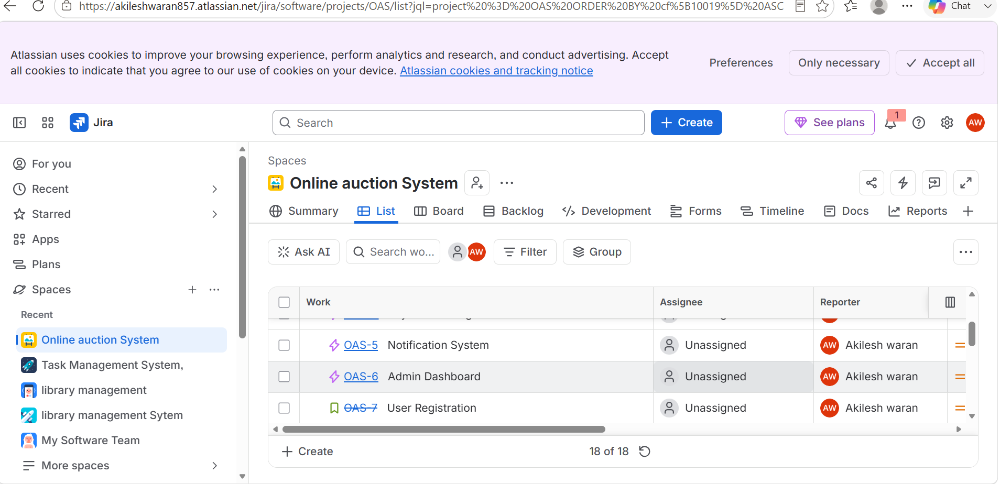 https://akileshwaran857.atlassian.net/jira/software/projects/OAS/list?jql=project%20%3D%20OAS%20ORDER%20BY%20cf%5B10019%5D%20ASC
Chat
Atlassian uses cookies to improve your browsing experience, perform analytics and research, and conduct advertising. Accept
all cookies to indicate that you agree to our use of cookies on your device. Atlassian cookies and tracking notice
Preferences
Only necessary
Accept all
Jira
Search
Create
See plans
1
AW
For you
Recent
Starred
Apps
Plans
Spaces
Recent
Online auction System
Task Management System,
library management
library management Sytem
My Software Team
More spaces
Spaces
Online auction System
Summary
List
Board
Backlog
Development
Forms
Timeline
Docs
Reports
Ask AI
Search wo...
AW
Filter
Group
Work
Assignee
Reporter
OAS-5 Notification System Unassigned AW Akilesh waran
OAS-6 Admin Dashboard Unassigned AW Akilesh waran
OAS-7 User Registration Unassigned AW Akilesh waran
Create
18 of 18